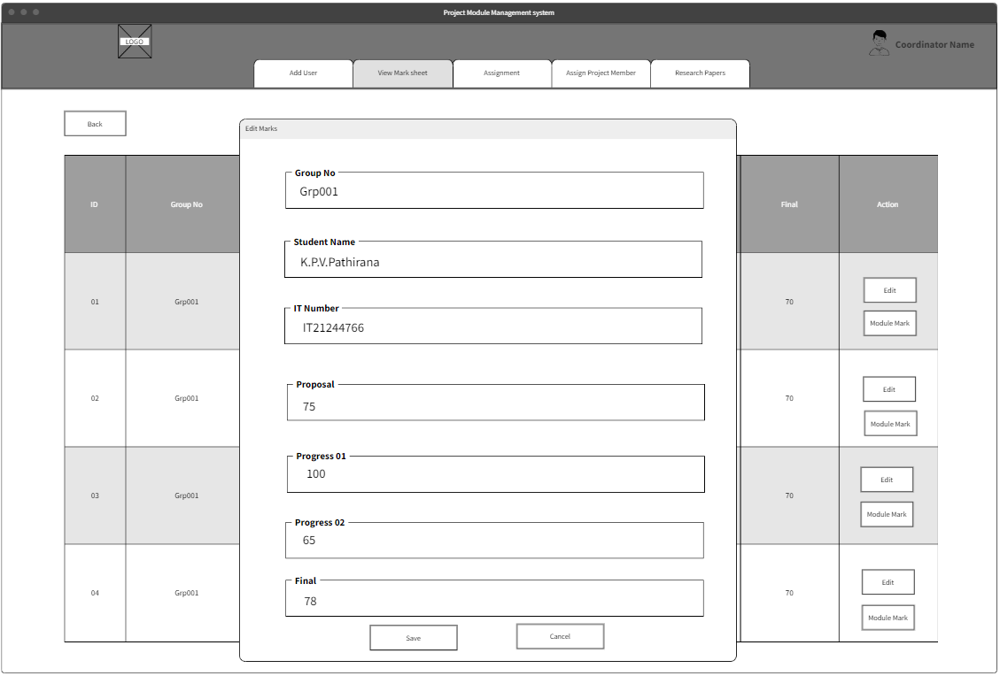 Project Module Management system
LOGO
Coordinator Name
Add User
View Mark sheet
Assignment
Assign Project Member
Research Papers
Back
Edit Marks
ID
Group No
Final
Action
Group No
Grp001
Student Name
K.P.V.Pathirana
IT Number
IT21244766
Proposal
75
Progress 01
100
Progress 02
65
Final
78
Save
Cancel
01
Grp001
70
Edit
Module Mark
02
Grp001
70
Edit
Module Mark
03
Grp001
70
Edit
Module Mark
04
Grp001
70
Edit
Module Mark